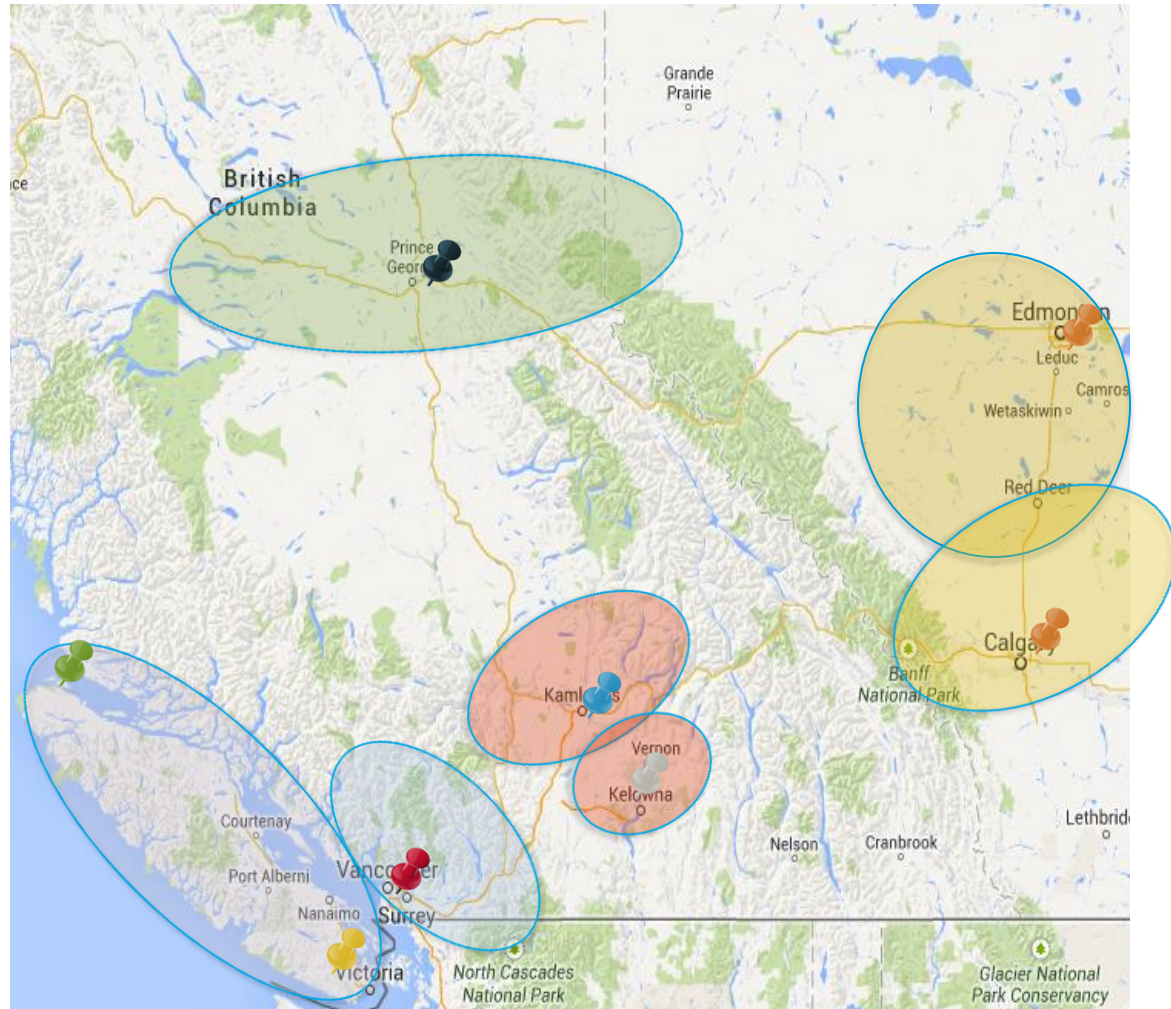 Grande
Prairie
ce
British
Columbia
Prince
George
Edmonton
Leduc
Camros
Wetaskiwin
Red Deer
Calgary
Banff
National Park
Kamloops
Vernon
Kelowna
Courtenay
Lethbrid
Nelson
Cranbrook
Port Alberni
Vancouver
Nanaimo
Surrey
Victoria
North Cascades
National Park
Glacier National
Park Conservancy